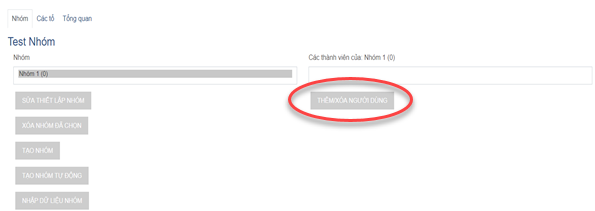 Nhóm Các tổ Tổng quan
Test Nhóm
Nhóm
Nhóm 1 (0)
SỬA THIẾT LẬP NHÓM
XÓA NHÓM ĐÃ CHỌN
TẠO NHÓM
TẠO NHÓM TỰ ĐỘNG
NHẬP DỮ LIỆU NHÓM
Các thành viên của: Nhóm 1 (0)
THÊM/XÓA NGƯỜI DÙNG